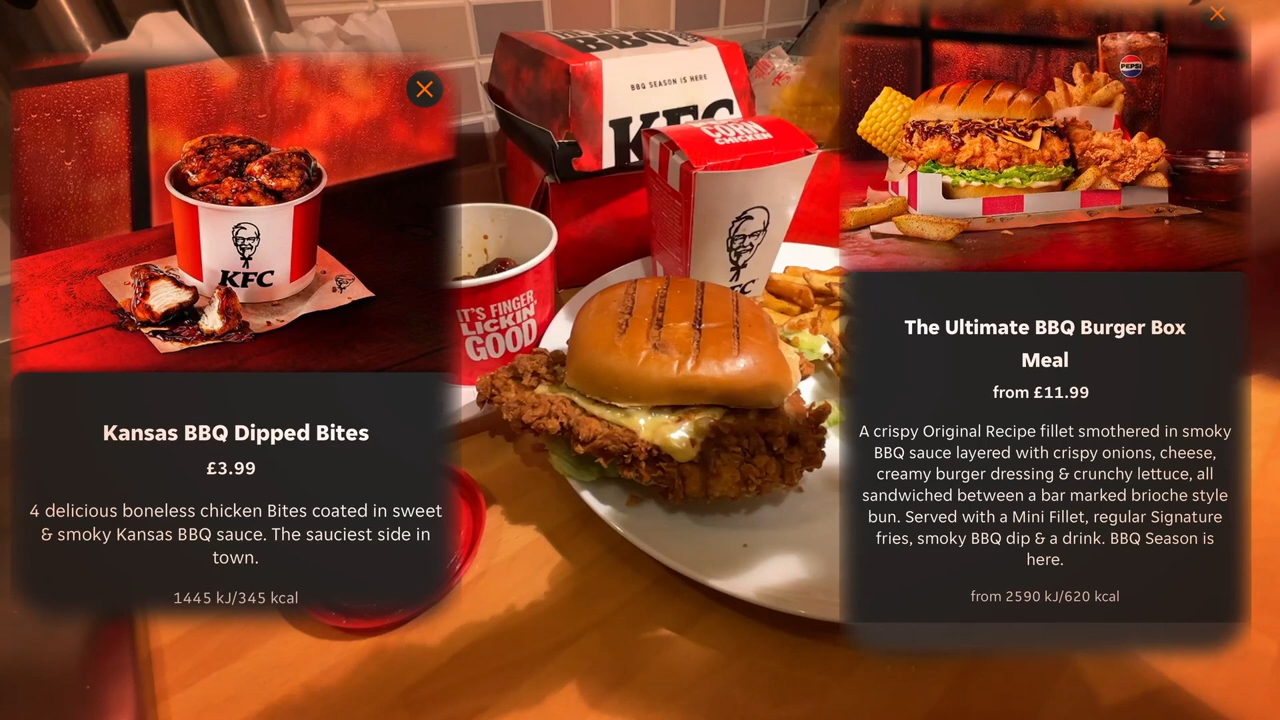 KFC
Kansas BBQ Dipped Bites
£3.99
4 delicious boneless chicken Bites coated in sweet
& smoky Kansas BBQ sauce. The sauciest side in
town.
1445 kJ/345 kcal
BBQ
BBQ SEASON IS HERE
KFC
CORN
CHICKEN
IT'S FINGER
LICKIN'
GOOD
PEPSI
The Ultimate BBQ Burger Box
Meal
from £11.99
A crispy Original Recipe fillet smothered in smoky
BBQ sauce layered with crispy onions, cheese,
creamy burger dressing & crunchy lettuce, all
sandwiched between a bar marked brioche style
bun. Served with a Mini Fillet, regular Signature
fries, smoky BBQ dip & a drink. BBQ Season is
here.
from 2590 kJ/620 kcal